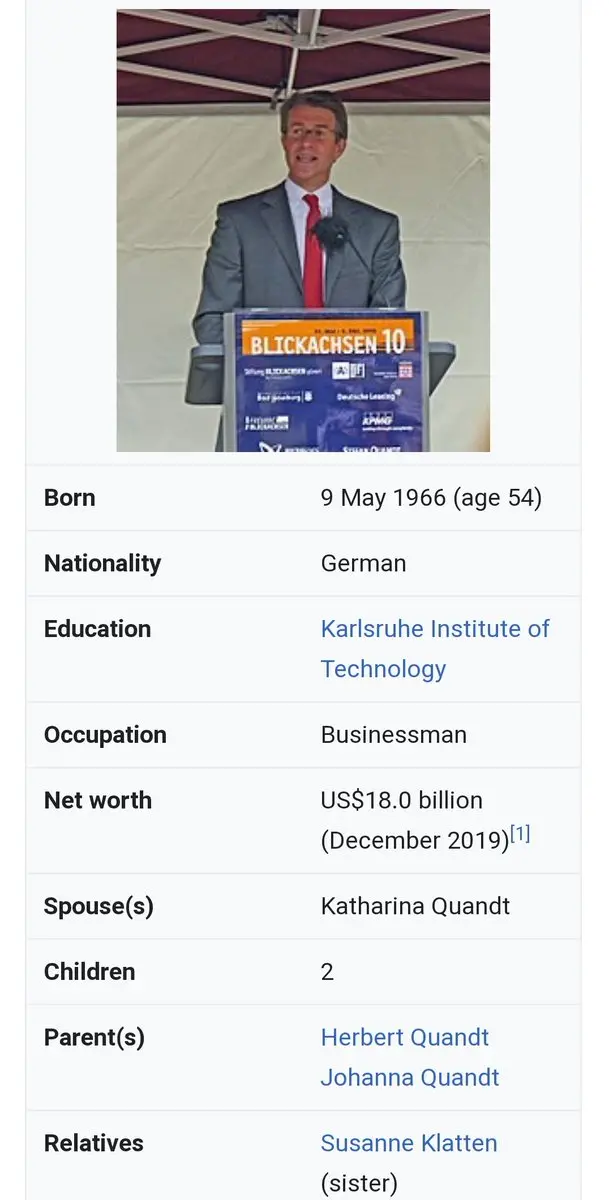 BLICKACHSEN 10
Stiftung BLICKACHSEN
Deutsche Leasing
KPMG
STEFAN QUANDT
Born
9 May 1966 (age 54)
Nationality
German
Education
Karlsruhe Institute of
Technology
Occupation
Businessman
Net worth
US$18.0 billion
(December 2019)[1]
Spouse(s)
Katharina Quandt
Children
2
Parent(s)
Herbert Quandt
Johanna Quandt
Relatives
Susanne Klatten
(sister)